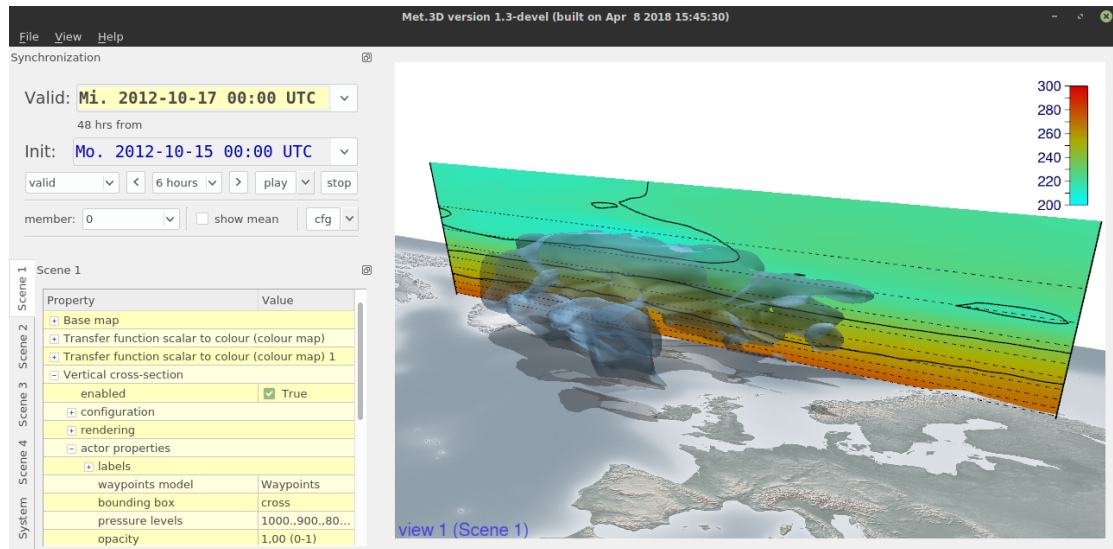 Met.3D version 1.3-devel (built on Apr 8 2018 15:45:30)
File View Help
Synchronization
Valid: Mi. 2012-10-17 00:00 UTC
48 hrs from
Init: Mo. 2012-10-15 00:00 UTC
valid < 6 hours > play stop
member: 0 show mean cfg
Scene 1
Scene 2
Scene 3
Scene 4
System
Scene 1
Property Value
Base map
Transfer function scalar to colour (colour map)
Transfer function scalar to colour (colour map) 1
Vertical cross-section
enabled True
configuration
rendering
actor properties
labels
waypoints model Waypoints
bounding box cross
pressure levels 1000.,900.,80...
opacity 1,00 (0-1)
300
280
260
240
220
200
view 1 (Scene 1)